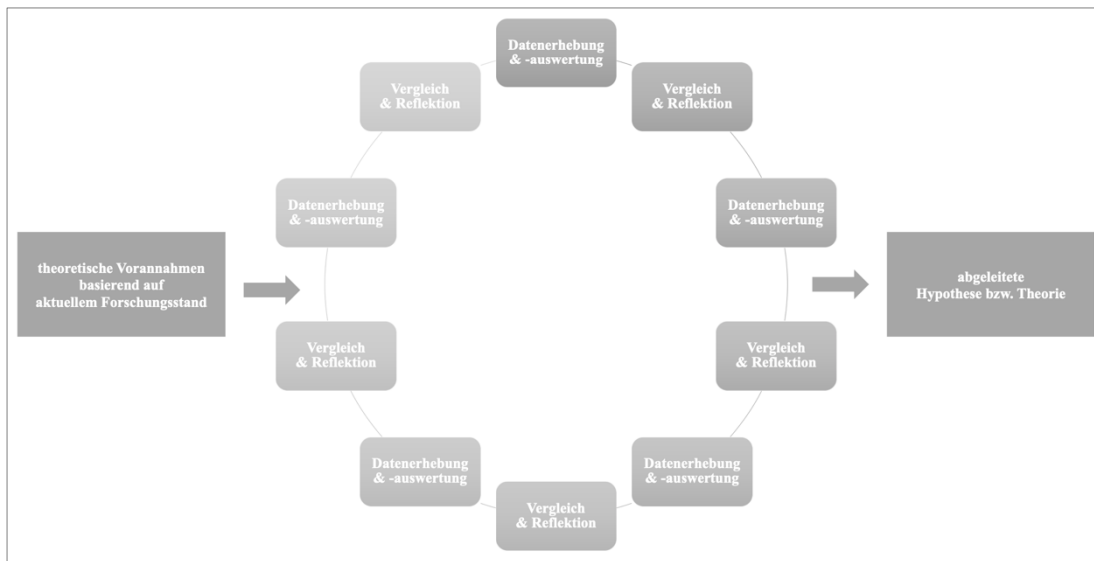 theoretische Vorannahmen
basierend auf
aktuellem Forschungsstand
Datenerhebung
& -auswertung
Vergleich
& Reflektion
Datenerhebung
& -auswertung
Vergleich
& Reflektion
Datenerhebung
& -auswertung
Vergleich
& Reflektion
Datenerhebung
& -auswertung
Vergleich
& Reflektion
Datenerhebung
& -auswertung
Vergleich
& Reflektion
abgeleitete
Hypothese bzw. Theorie